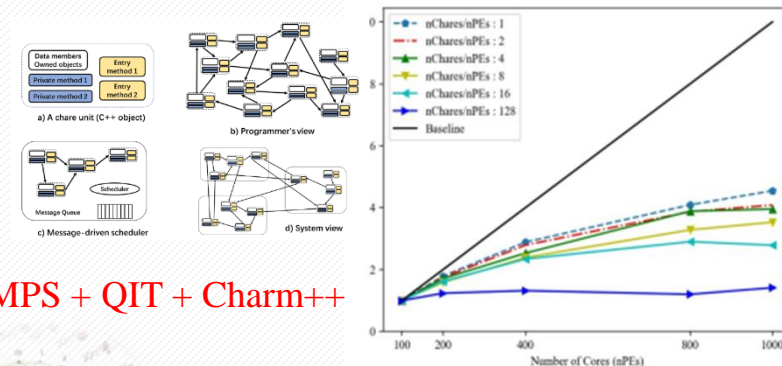 Data members
Owned objects
Private method 1
Private method 2
Entry
method 1
Entry
method 2
a) A chare unit (C++ object)
b) Programmer's view
Scheduler
Message Queue
c) Message-driven scheduler
d) System view
MPS + QIT + Charm++
nChares/nPEs : 1
nChares/nPEs : 2
nChares/nPEs : 4
nChares/nPEs : 8
nChares/nPEs : 16
nChares/nPEs : 128
Baseline
0
8
6
4
2
0
100 200 400 800 1000
Number of Cores (nPEs)